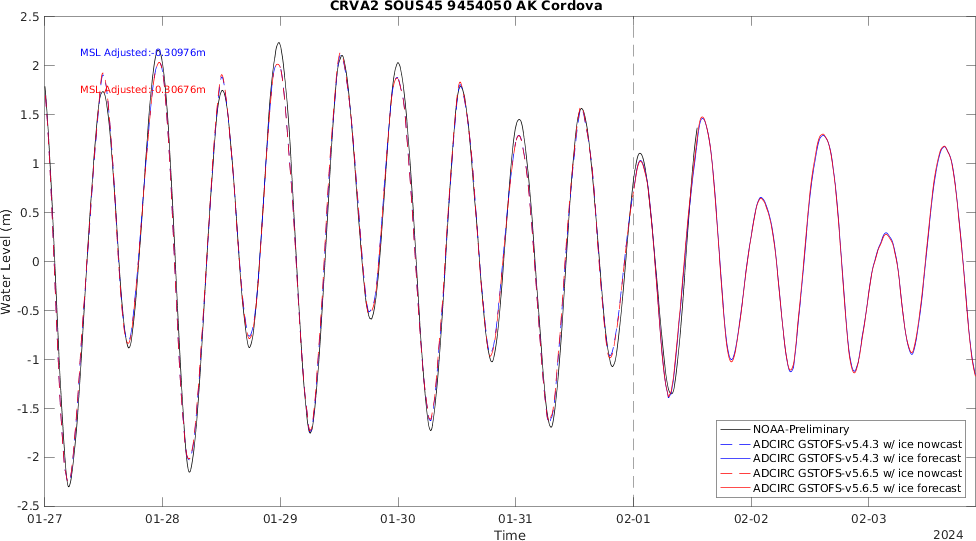 CRVA2 SOUS45 9454050 AK Cordova
MSL Adjusted:-0.30976m
MSL Adjusted:-0.30676m
Water Level (m)
2.5
2
1.5
1
0.5
0
-0.5
-1
-1.5
-2
-2.5
NOAA-Preliminary
ADCIRC GSTOFS-v5.4.3 w/ ice nowcast
ADCIRC GSTOFS-v5.4.3 w/ ice forecast
ADCIRC GSTOFS-v5.6.5 w/ ice nowcast
ADCIRC GSTOFS-v5.6.5 w/ ice forecast
01-27 01-28 01-29 01-30 01-31 02-01 02-02 02-03
Time
2024